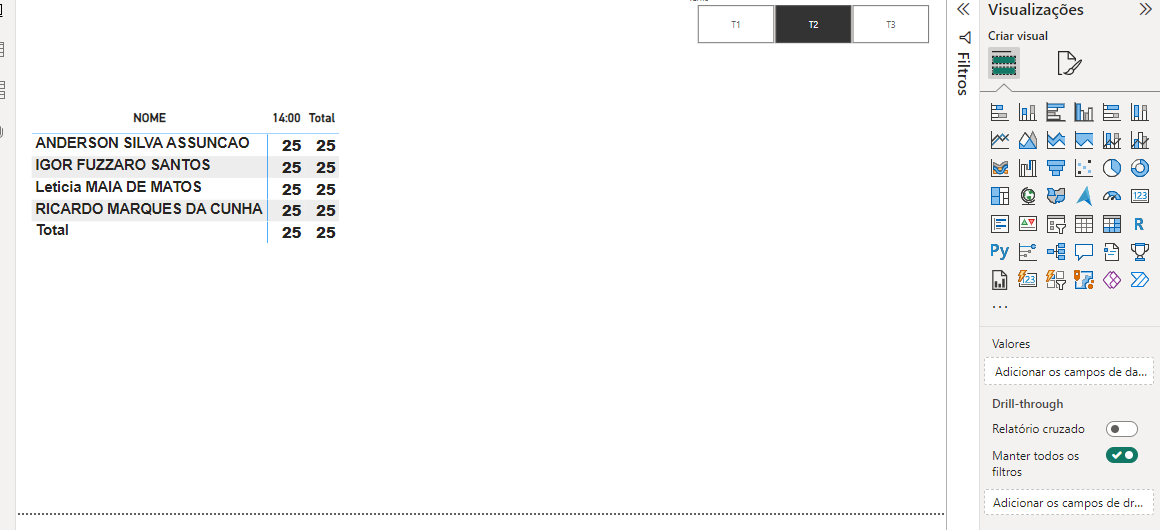 T1 T2 T3
NOME 14:00 Total
ANDERSON SILVA ASSUNCAO 25 25
IGOR FUZZARO SANTOS 25 25
Leticia MAIA DE MATOS 25 25
RICARDO MARQUES DA CUNHA 25 25
Total 25 25
Filtros
Visualizações
Criar visual
123
R
Py
123
...
Valores
Adicionar os campos de da...
Drill-through
Relatório cruzado
Manter todos os
filtros
Adicionar os campos de dr...